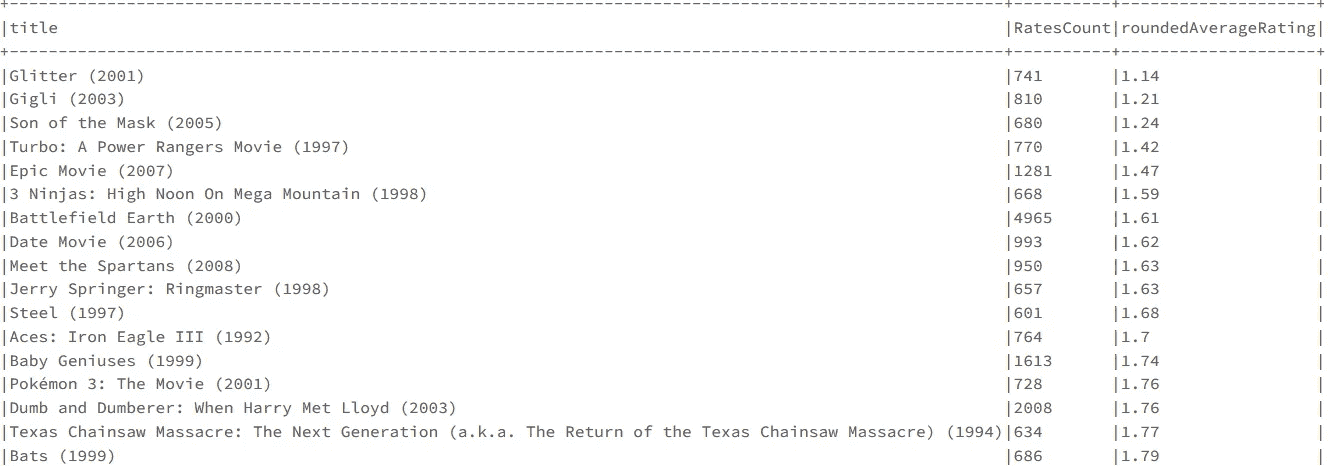 +------------------------------------------------------------------------------------------------------+----------+--------------------+
|title                                                                                                 |RatesCount|roundedAverageRating|
+------------------------------------------------------------------------------------------------------+----------+--------------------+
|Glitter (2001)                                                                                        |741       |1.14                |
|Gigli (2003)                                                                                          |810       |1.21                |
|Son of the Mask (2005)                                                                                |680       |1.24                |
|Turbo: A Power Rangers Movie (1997)                                                                   |770       |1.42                |
|Epic Movie (2007)                                                                                     |1281      |1.47                |
|3 Ninjas: High Noon On Mega Mountain (1998)                                                           |668       |1.59                |
|Battlefield Earth (2000)                                                                              |4965      |1.61                |
|Date Movie (2006)                                                                                     |993       |1.62                |
|Meet the Spartans (2008)                                                                              |950       |1.63                |
|Jerry Springer: Ringmaster (1998)                                                                     |657       |1.63                |
|Steel (1997)                                                                                          |601       |1.68                |
|Aces: Iron Eagle III (1992)                                                                           |764       |1.7                 |
|Baby Geniuses (1999)                                                                                  |1613      |1.74                |
|Pokémon 3: The Movie (2001)                                                                           |728       |1.76                |
|Dumb and Dumberer: When Harry Met Lloyd (2003)                                                        |2008      |1.76                |
|Texas Chainsaw Massacre: The Next Generation (a.k.a. The Return of the Texas Chainsaw Massacre) (1994)|634       |1.77                |
|Bats (1999)                                                                                           |686       |1.79                |